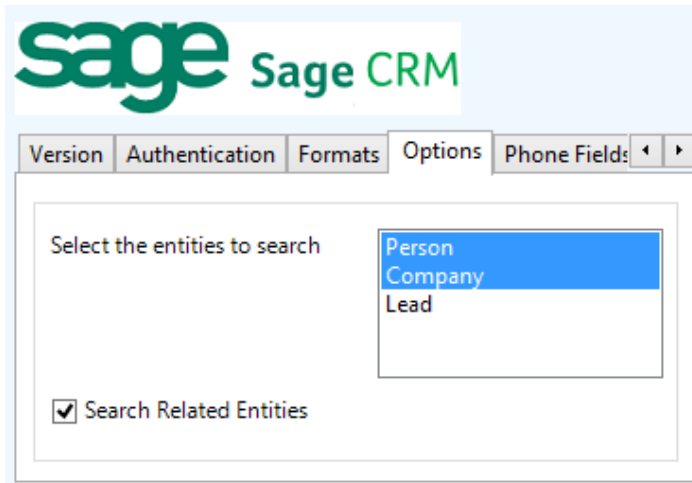 sage Sage CRM
Version Authentication Formats Options Phone Fields
Select the entities to search
Person
Company
Lead
Search Related Entities